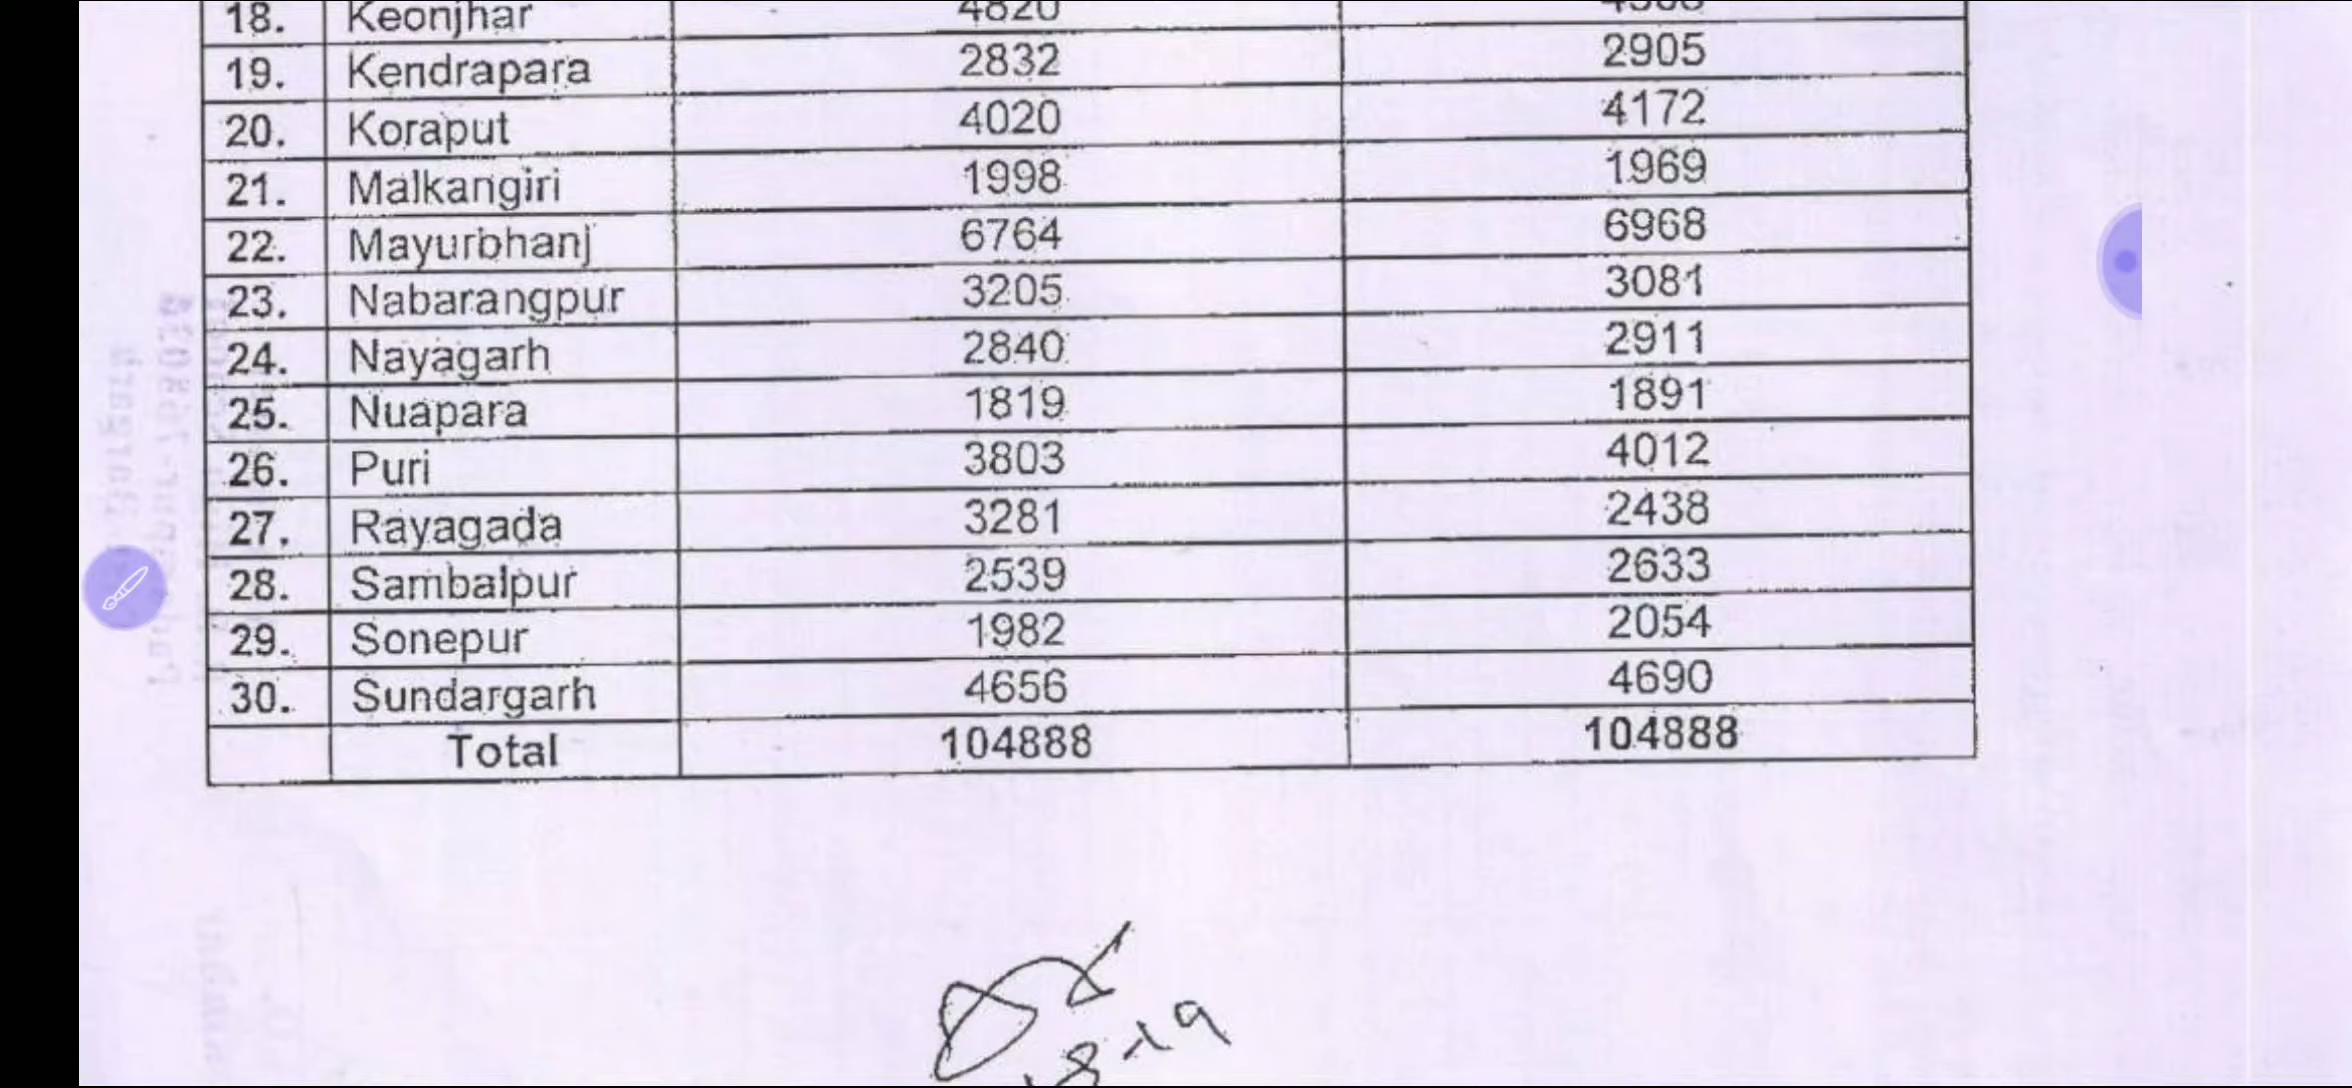 18. Keonjhar 4820
19. Kendrapara 2832 2905
20. Koraput 4020 4172
21. Malkangiri 1998 1969
22. Mayurbhanj 6764 6968
23. Nabarangpur 3205 3081
24. Nayagarh 2840 2911
25. Nuapara 1819 1891
26. Puri 3803 4012
27. Rayagada 3281 2438
28. Sambalpur 2539 2633
29. Sonepur 1982 2054
30. Sundargarh 4656 4690
Total 104888 104888